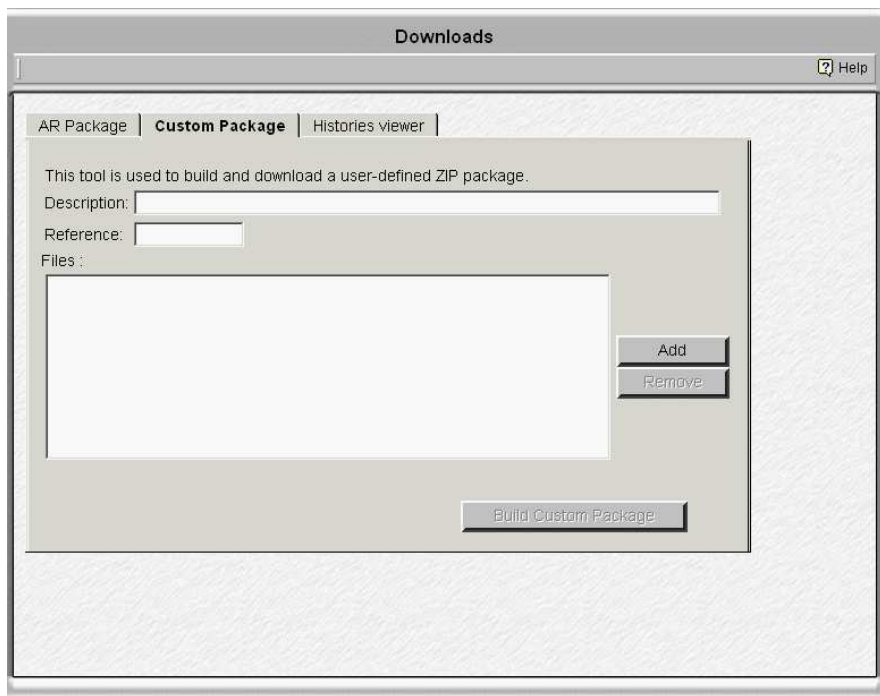 Downloads
Help
AR Package Custom Package Histories viewer
This tool is used to build and download a user-defined ZIP package.
Description:
Reference:
Files :
Add
Remove
Build Custom Package